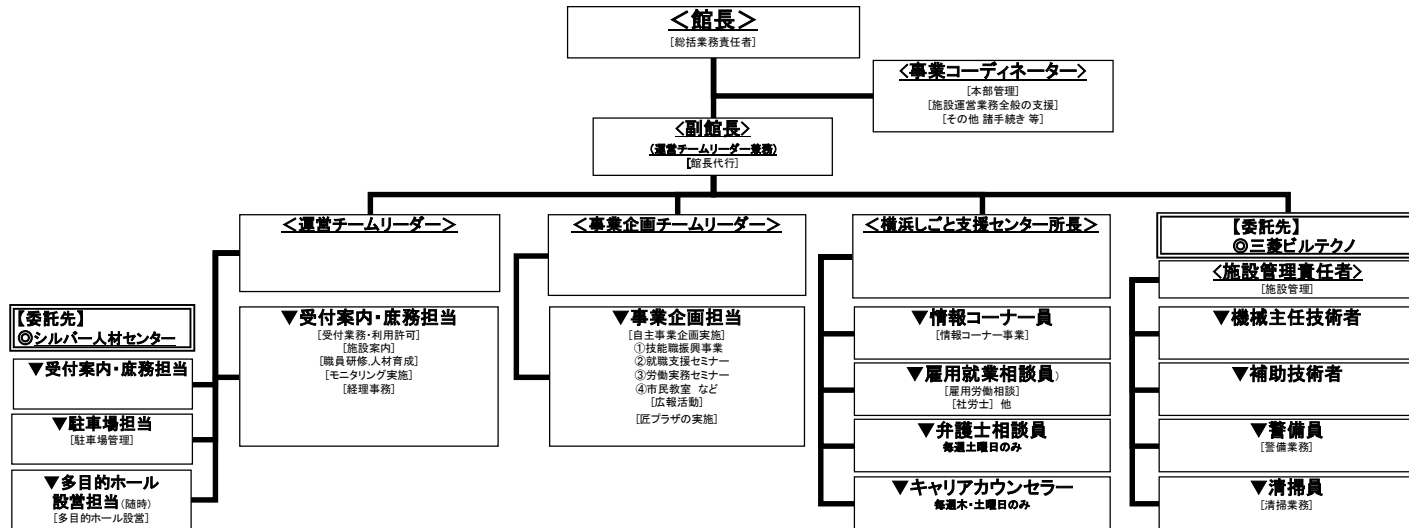 <館長>
[総括業務責任者]
<事業コーディネーター>
[本部管理]
[施設運営業務全般の支援]
[その他 諸手続き 等]
<副館長>
(運営チームリーダー兼務)
[館長代行]
<運営チームリーダー>
<事業企画チームリーダー>
<横浜しごと支援センター所長>
【委託先】
◎三菱ビルテクノ
<施設管理責任者>
[施設管理]
【委託先】
◎シルバー人材センター
▼受付案内・庶務担当
▼駐車場担当
[駐車場管理]
▼多目的ホール
設営担当(随時)
[多目的ホール設営]
▼受付案内・庶務担当
[受付業務・利用許可]
[施設案内]
[職員研修、人材育成]
[モニタリング実施]
[経理事務]
▼事業企画担当
[自主事業企画実施]
①技能職振興事業
②就職支援セミナー
③労働実務セミナー
④市民教室 など
[広報活動]
[匠プラザの実施]
▼情報コーナー員
[情報コーナー事業]
▼雇用就業相談員)
[雇用労働相談]
[社労士] 他
▼弁護士相談員
毎週土曜日のみ
▼キャリアカウンセラー
毎週木・土曜日のみ
▼機械主任技術者
▼補助技術者
▼警備員
[警備業務]
▼清掃員
[清掃業務]